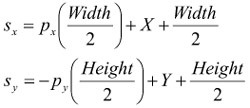 s_x = p_x(Width/2) + X + Width/2
s_y = -p_y(Height/2) + Y + Height/2